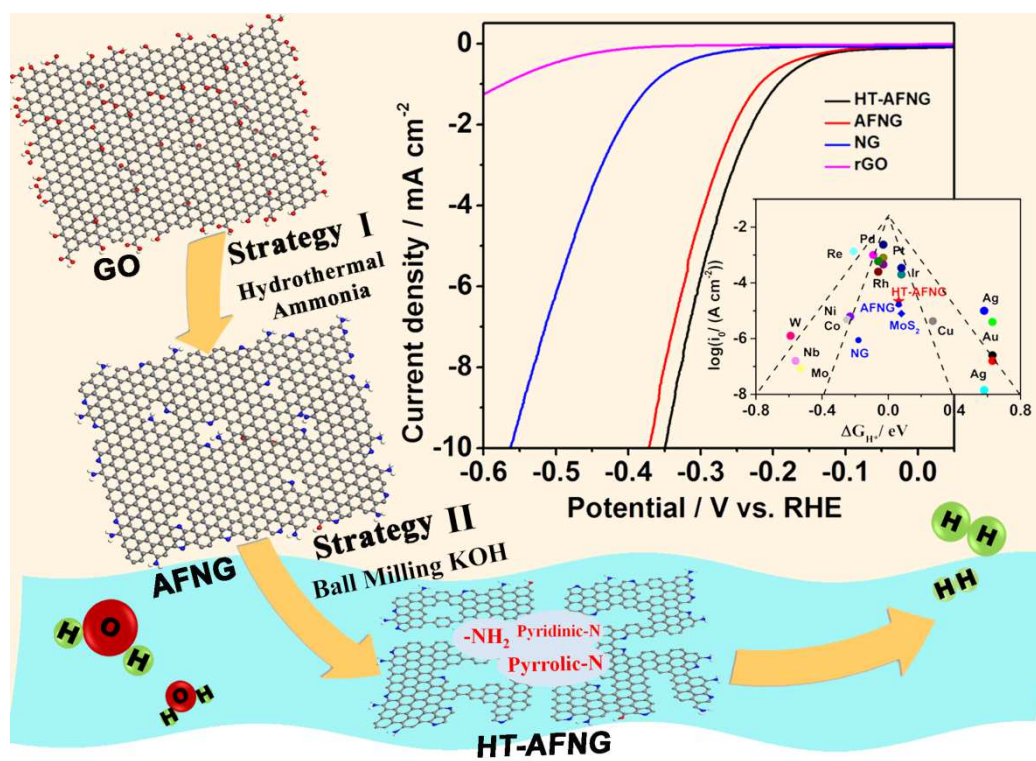 GO
Strategy I
Hydrothermal
Ammonia
AFNG
Strategy II
Ball Milling KOH
-NH₂ Pyridinic-N
Pyrrolic-N
HT-AFNG
H O H
H O H
H H
H H
Current density / mA cm⁻²
0
-2
-4
-6
-8
-10
-0.6 -0.5 -0.4 -0.3 -0.2 -0.1 0.0
Potential / V vs. RHE
HT-AFNG
AFNG
NG
rGO
log(i₀/ (A cm⁻²))
-2
-4
-6
-8
-0.8 -0.4 0.0 0.4 0.8
ΔG_H*/ eV
Re
Pd
Pt
Ir
Rh
HT-AFNG
Ni
Co
AFNG
MoS₂
Cu
Ag
Au
W
Nb
Mo
NG
Ag